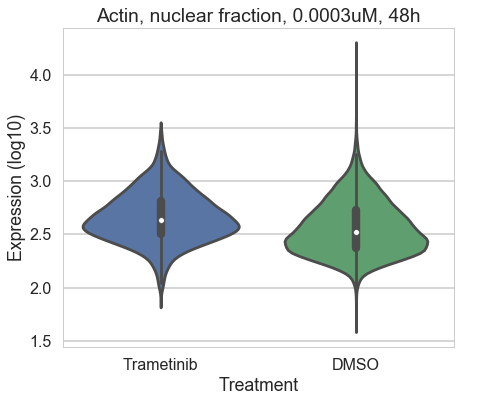 Actin, nuclear fraction, 0.0003uM, 48h
Expression (log10)
4.0
3.5
3.0
2.5
2.0
1.5
Trametinib
DMSO
Treatment